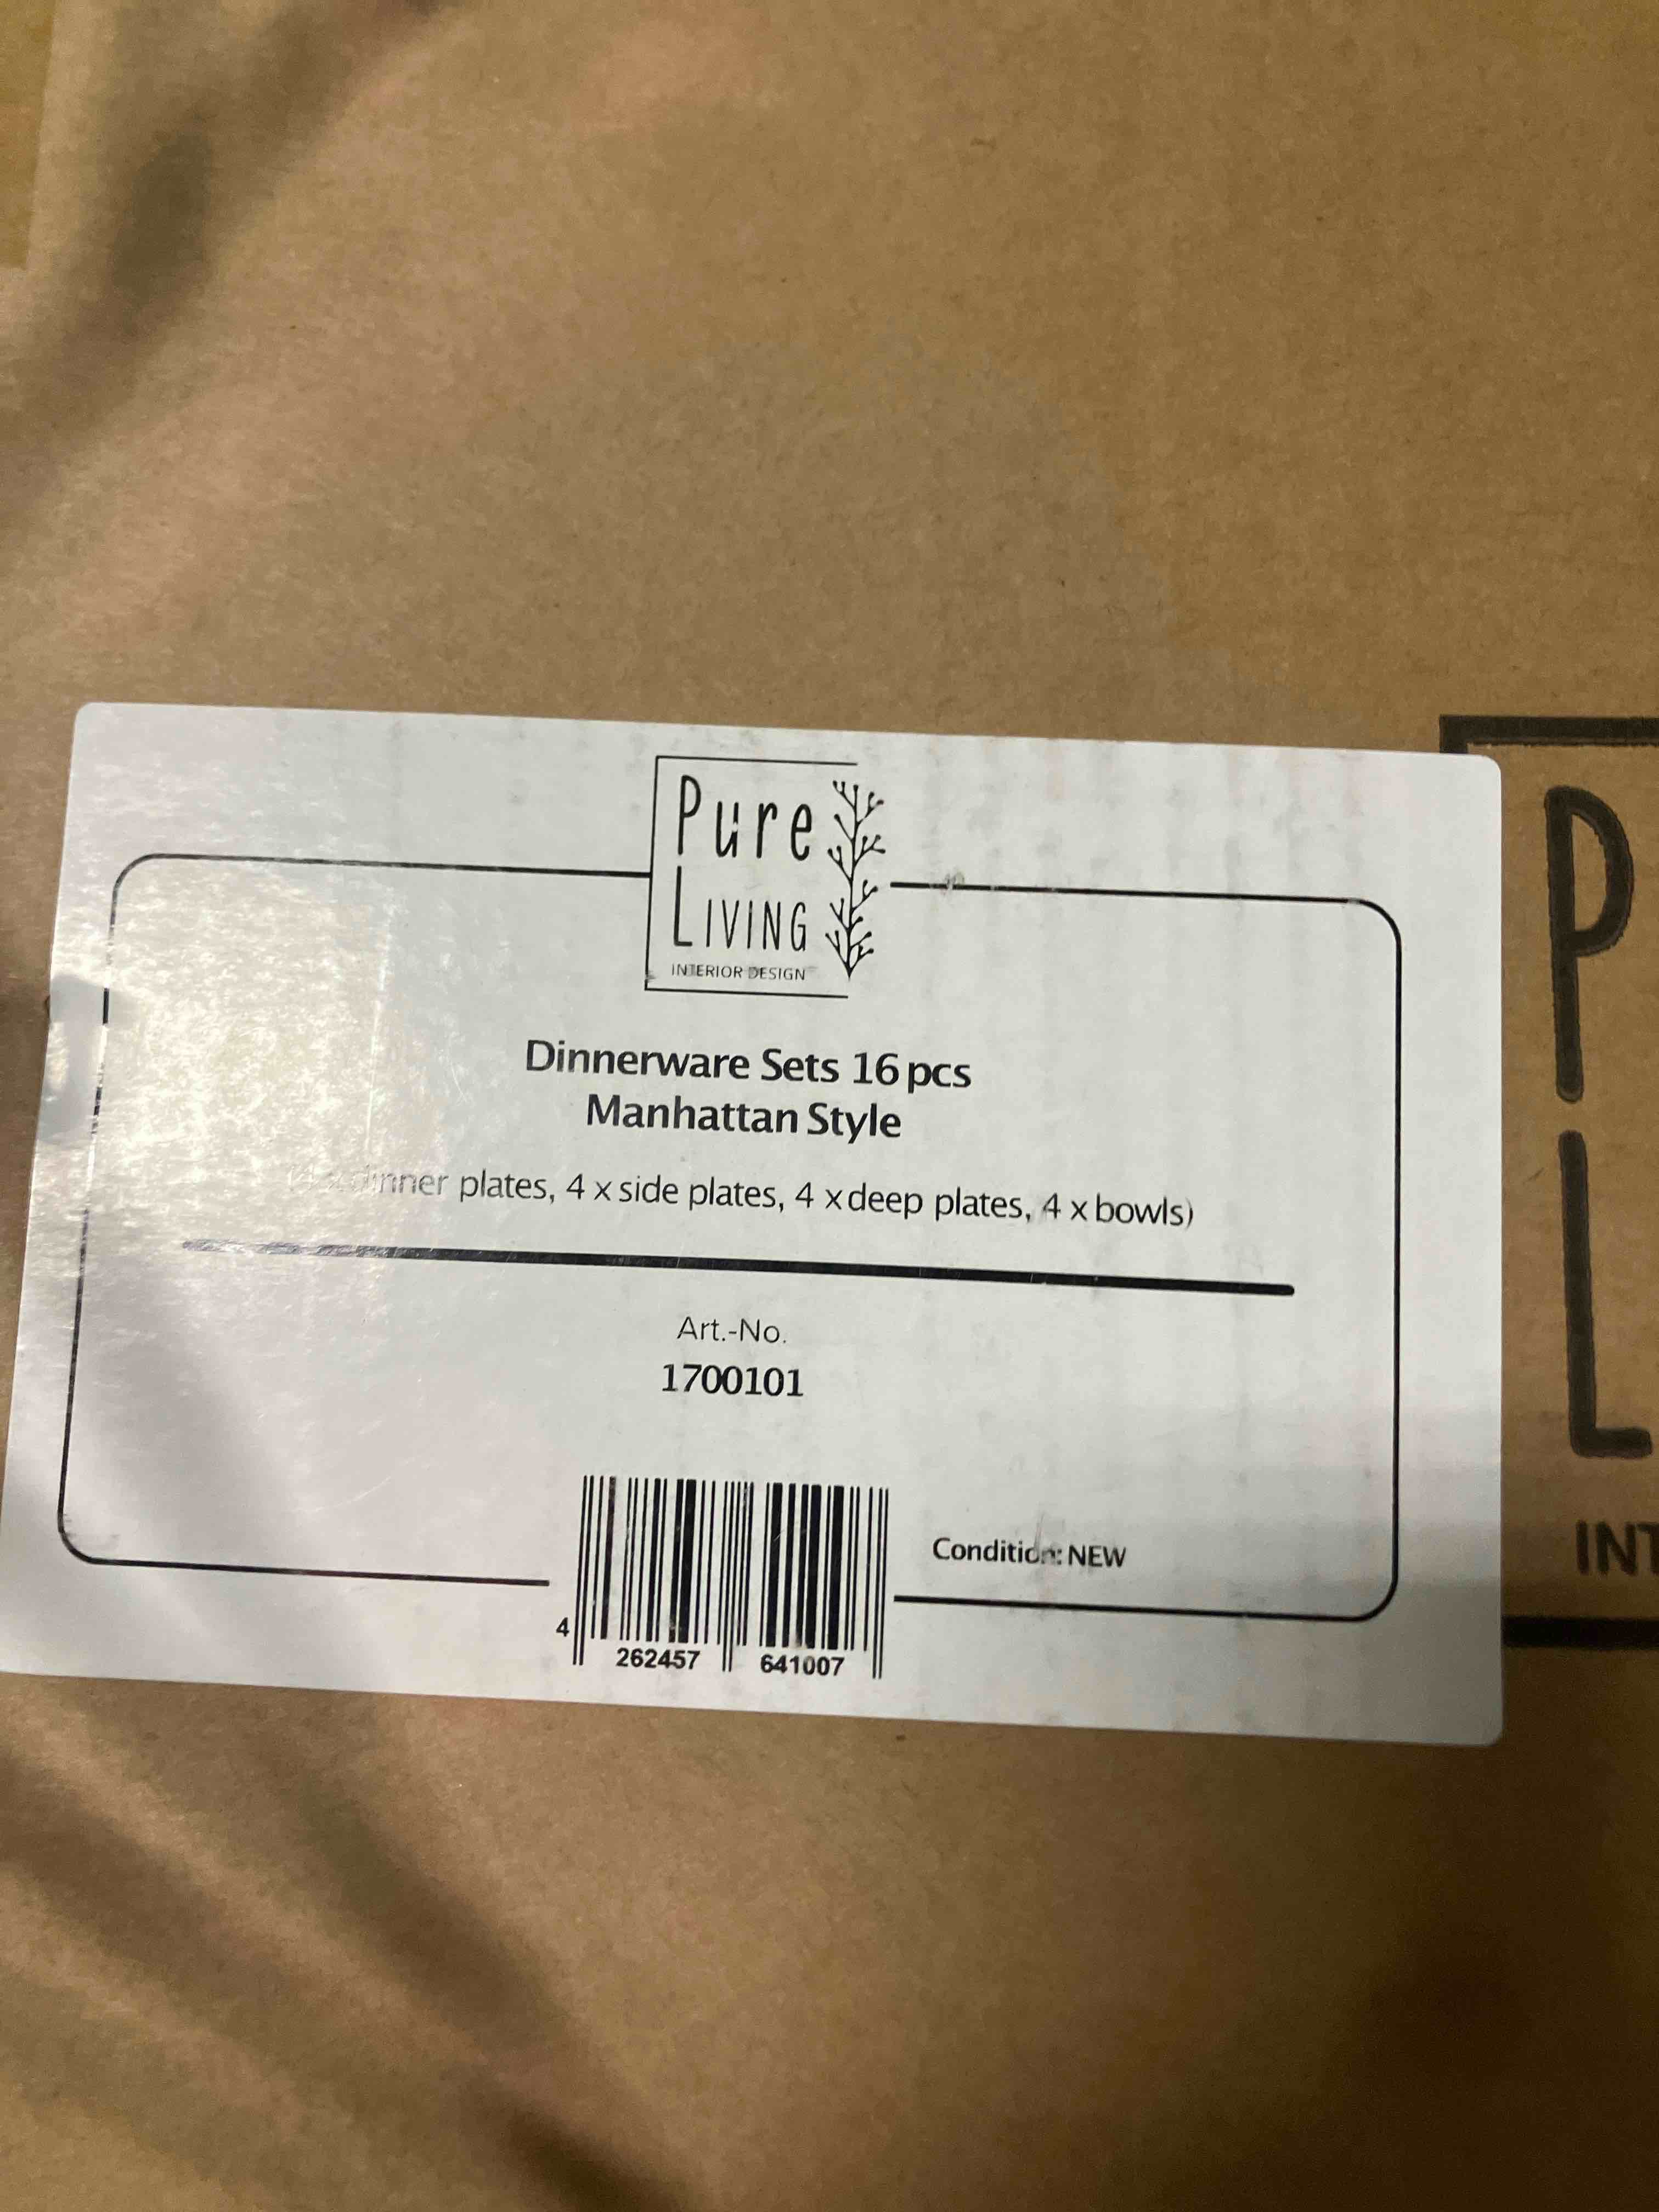 Pure
LIVING
INTERIOR DESIGN
Dinnerware Sets 16 pcs
Manhattan Style
(4 x dinner plates, 4 x side plates, 4 x deep plates, 4 x bowls)
Art.-No.
1700101
Condition: NEW
4 262457 641007
P
L
INT